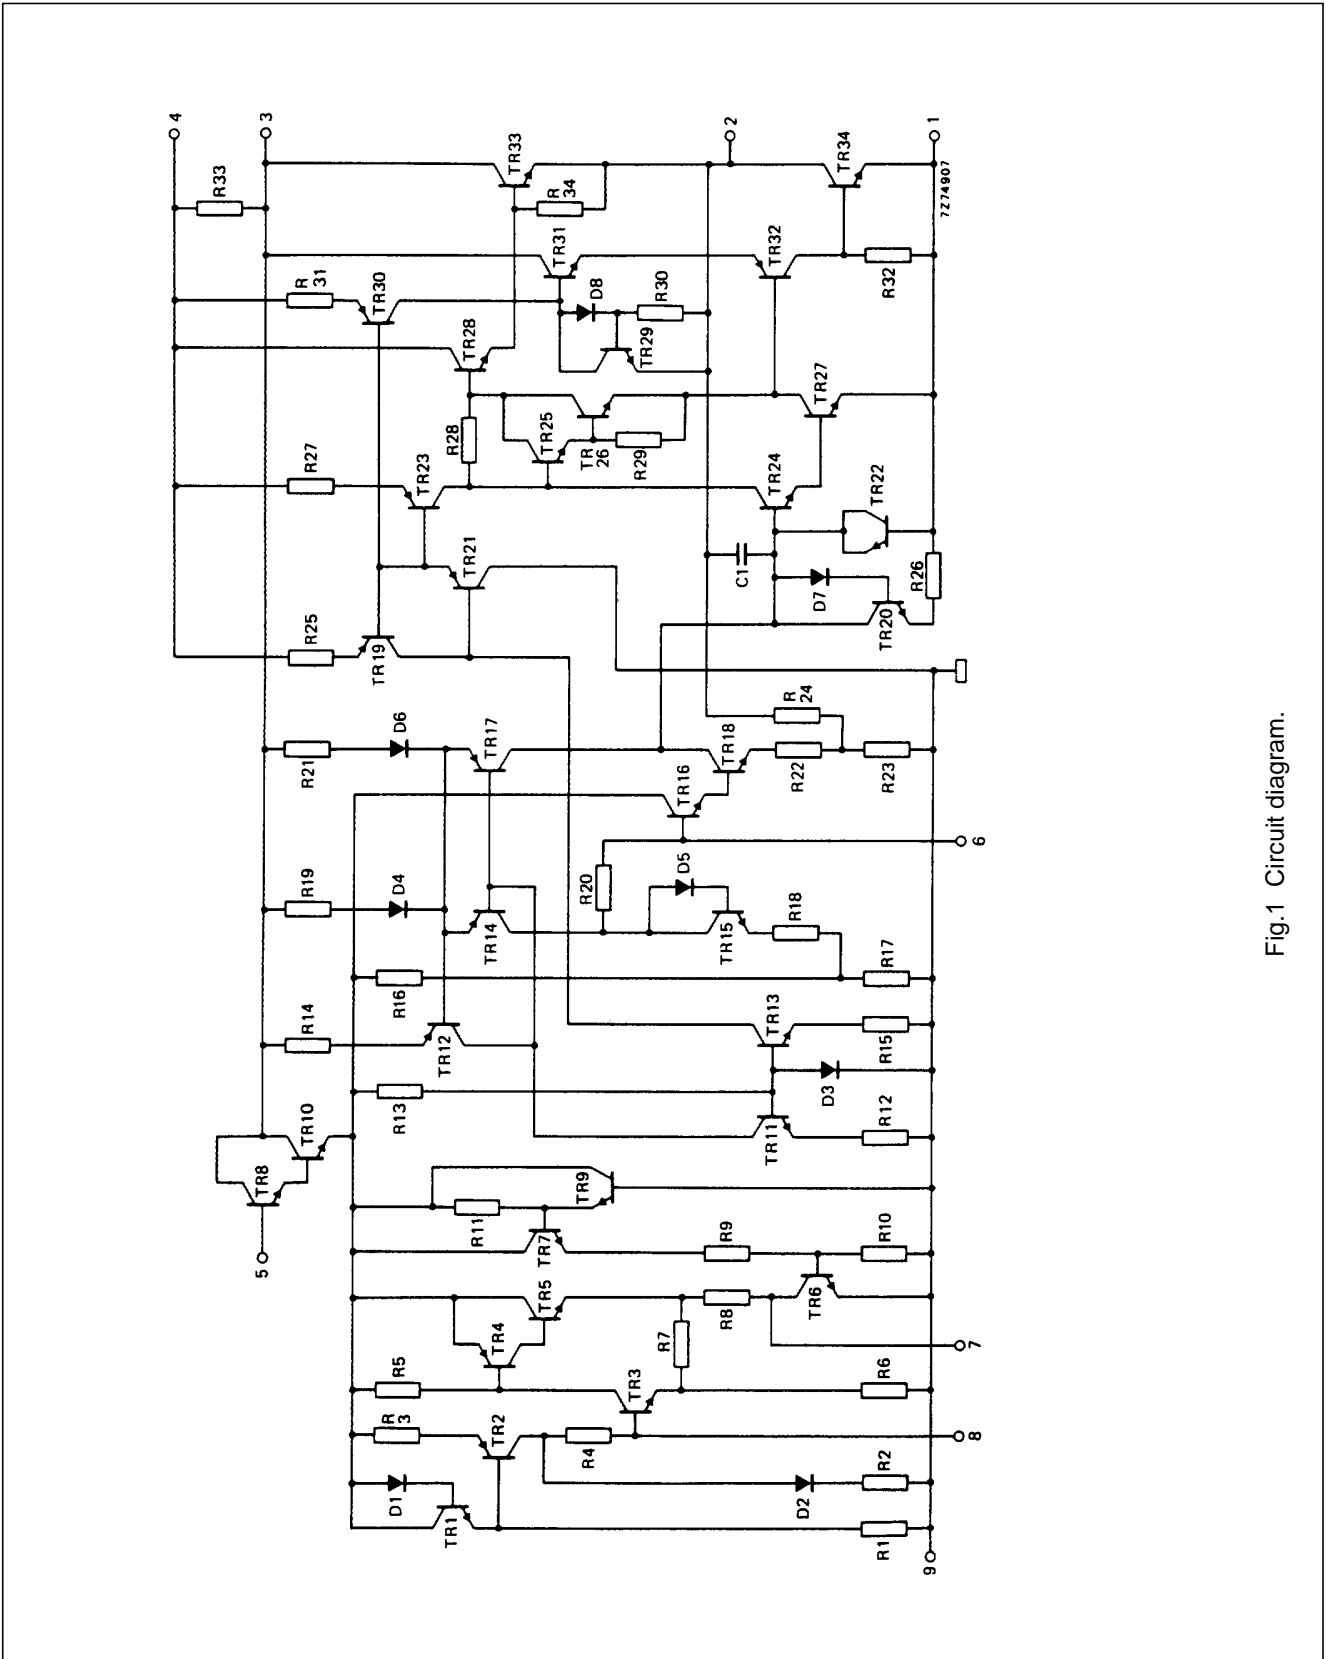 4
3
R33
TR33
R
34
2
TR34
1
7Z74907
R
31
TR30
TR31
D8
R30
TR32
R32
TR28
TR29
R27
TR23
R28
TR25
TR
26
R29
TR27
TR24
TR22
R25
TR19
TR21
C1
D7
TR20
R26
R21
D6
TR17
TR18
R
24
R22
R23
TR16
6
R19
D4
TR14
R20
D5
TR15
R18
R17
R16
R14
TR12
TR13
R15
R13
D3
TR11
R12
TR10
TR8
5
R11
TR9
TR7
R9
R10
TR5
TR4
R8
TR6
R7
7
R5
TR3
R6
R
3
TR2
R4
8
D1
TR1
D2
R2
R1
9
Fig.1 Circuit diagram.